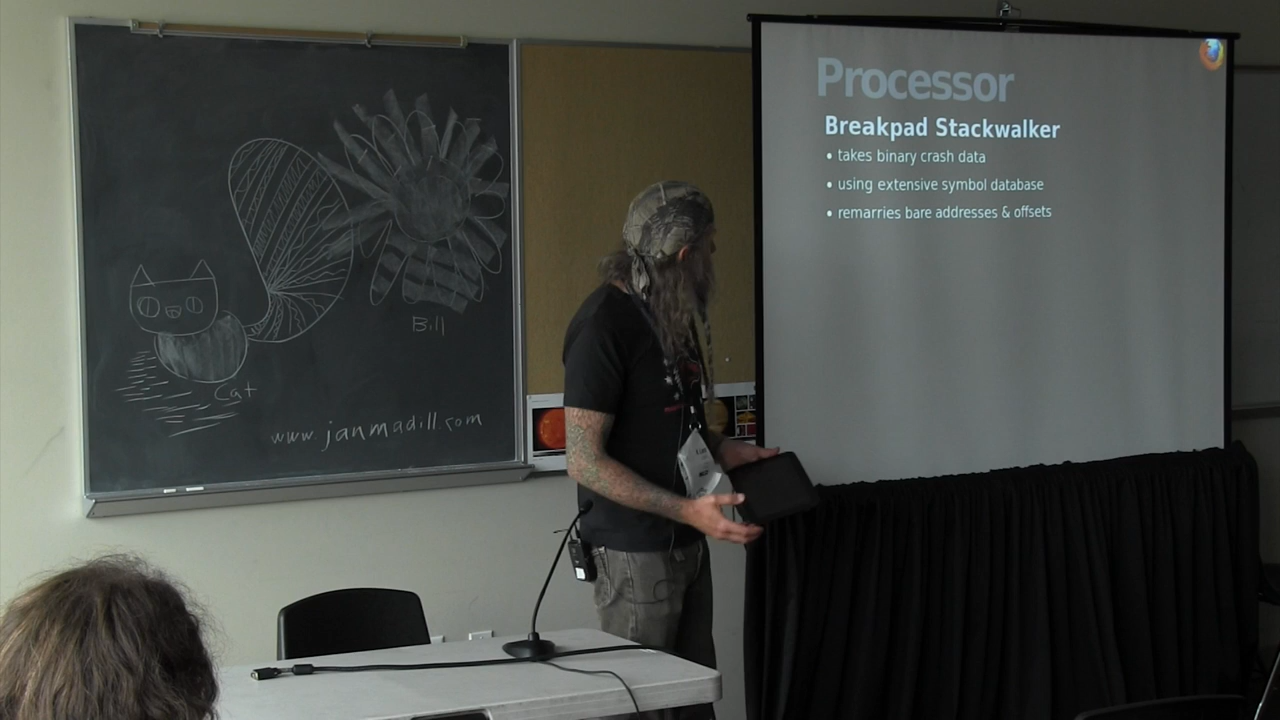 Bill
Cat
www.janmadill.com
Processor
Breakpad Stackwalker
• takes binary crash data
• using extensive symbol database
• remarries bare addresses & offsets